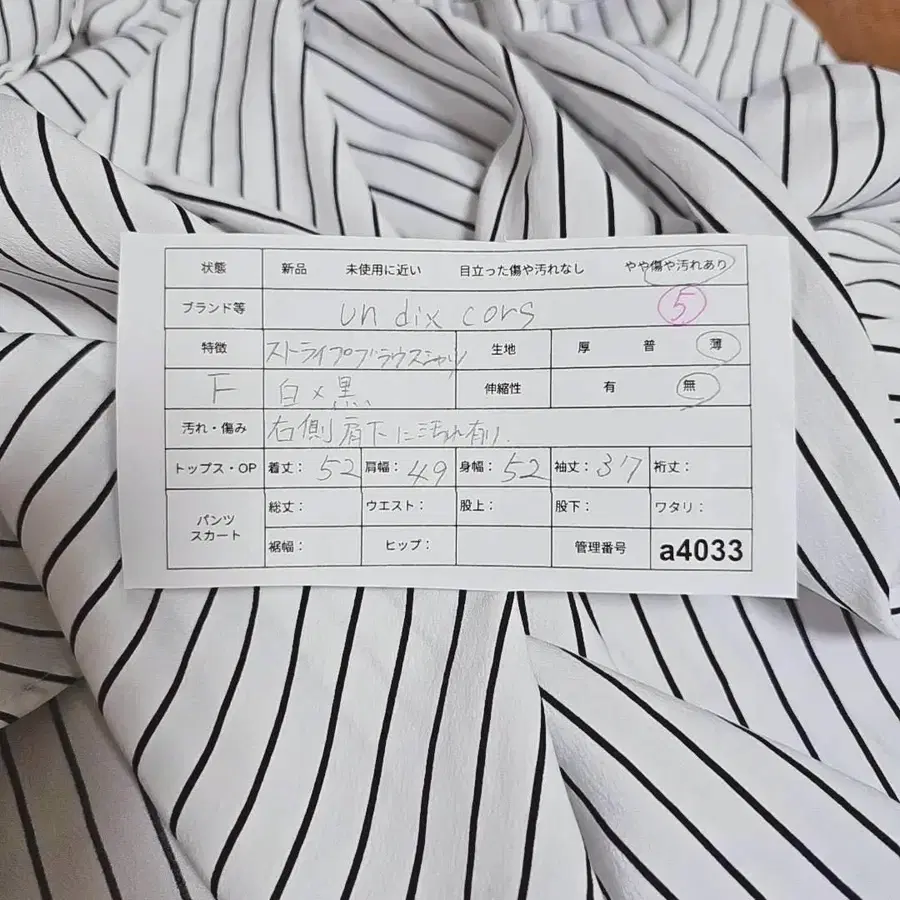 状態 新品 未使用に近い 目立った傷や汚れなし やや傷や汚れあり
ブランド等 un dix cors 5
特徴 ストライプブラウスシャツ 生地 厚 普 薄
F 白×黒 伸縮性 有 無
汚れ・傷み 右側肩下に汚れ有り.
トップス・OP 着丈: 52 肩幅: 49 身幅: 52 袖丈: 37 裄丈:
パンツ スカート 総丈: ウエスト: 股上: 股下: ワタリ:
裾幅: ヒップ: 管理番号 a4033